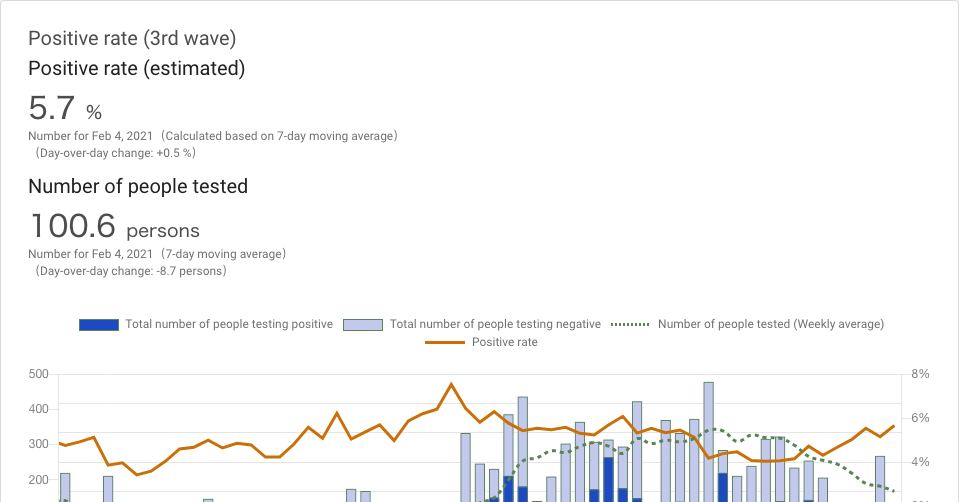 Positive rate (3rd wave)
Positive rate (estimated)
5.7 %
Number for Feb 4, 2021（Calculated based on 7-day moving average）
（Day-over-day change: +0.5 %）
Number of people tested
100.6 persons
Number for Feb 4, 2021（7-day moving average）
（Day-over-day change: -8.7 persons）
Total number of people testing positive Total number of people testing negative Number of people tested (Weekly average)
Positive rate
500 8%
400 6%
300 4%
200